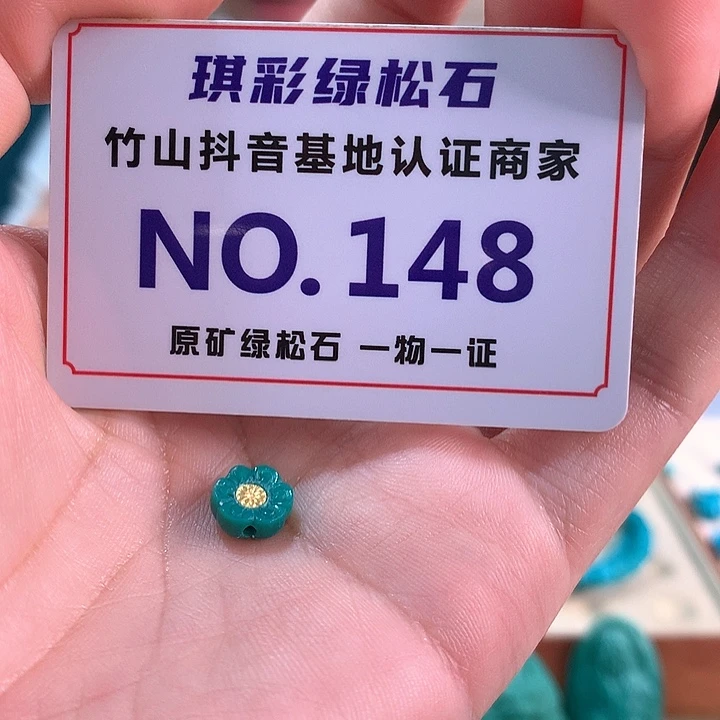 琪彩绿松石
竹山抖音基地认证商家
NO.148
原矿绿松石 一物一证